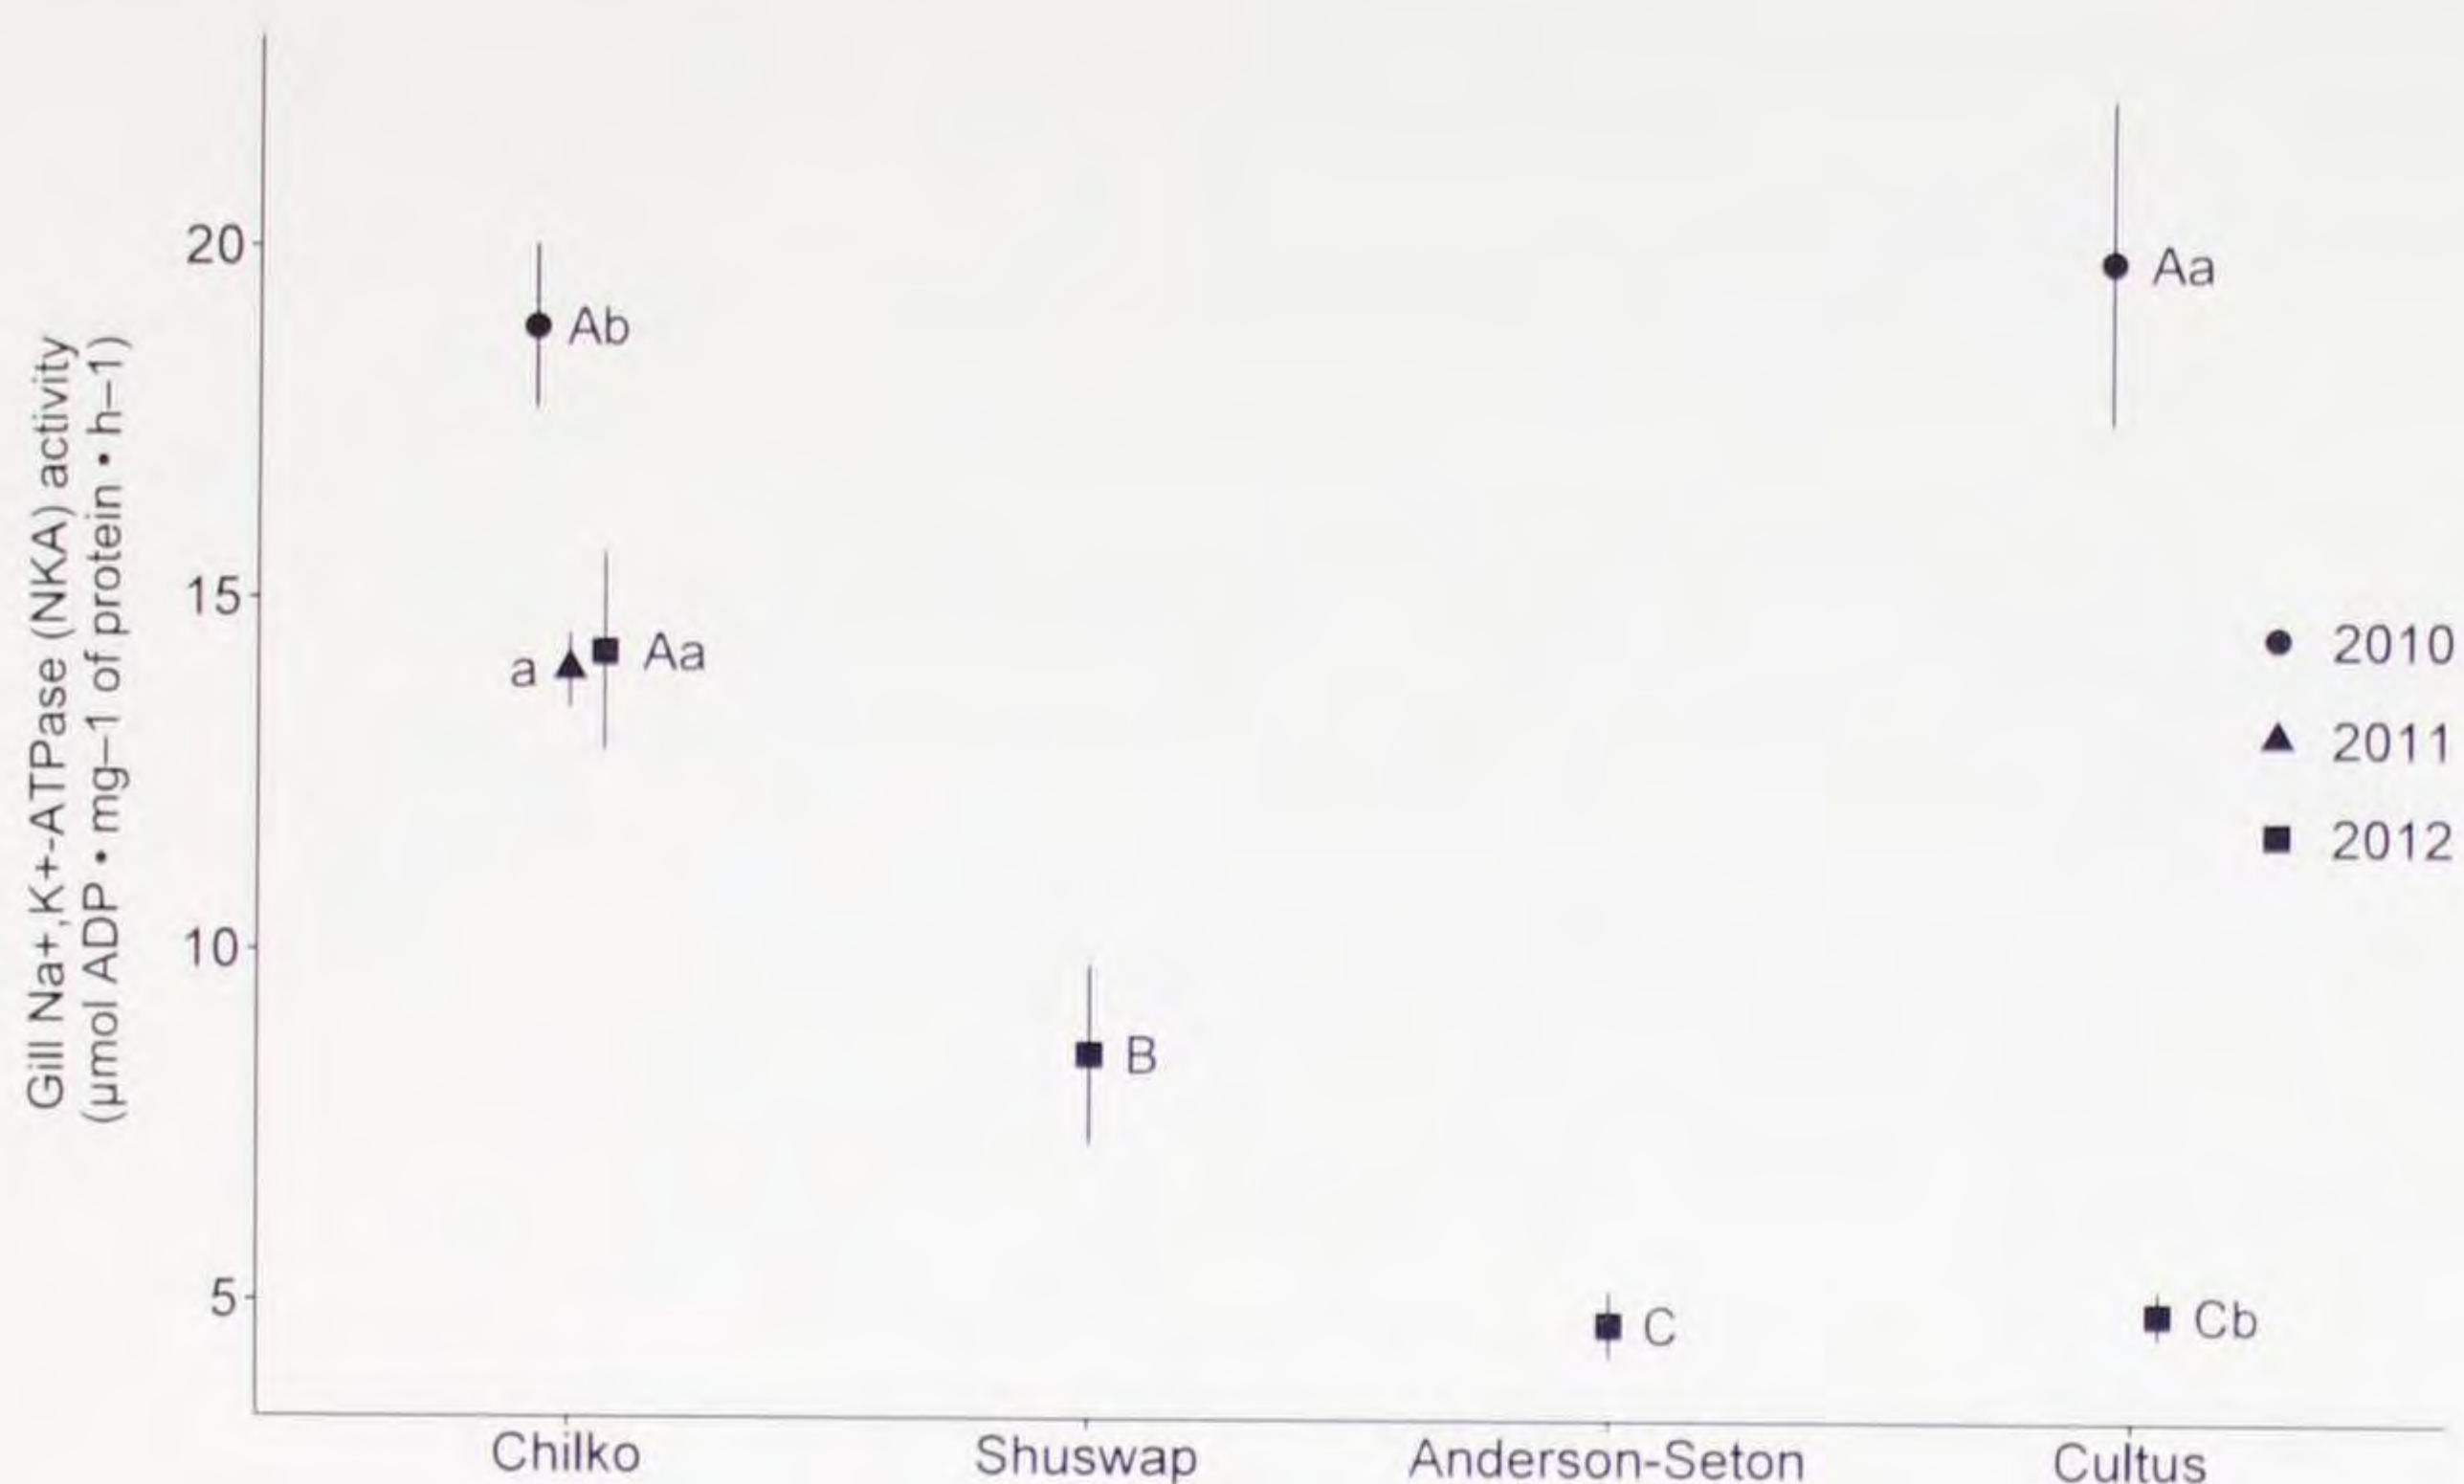 Gill Na+,K+-ATPase (NKA) activity
(µmol ADP • mg–1 of protein • h–1)
20
15
10
5
Ab
a
Aa
B
C
Aa
Cb
2010
2011
2012
Chilko
Shuswap
Anderson-Seton
Cultus